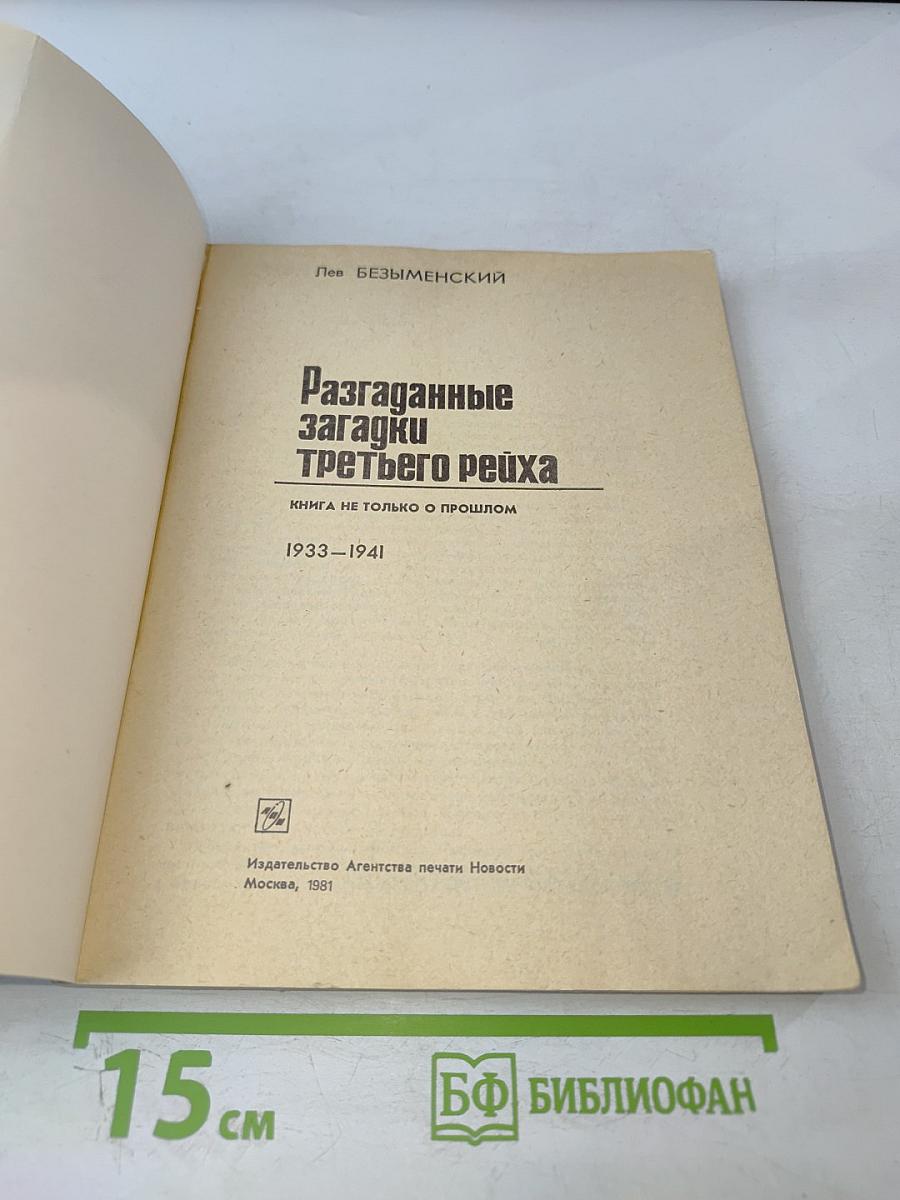 Лев БЕЗЫМЕНСКИЙ
Разгаданные
загадки
третьего рейха
КНИГА НЕ ТОЛЬКО О ПРОШЛОМ
1933—1941
Издательство Агентства печати Новости
Москва, 1981
15 см
БФ БИБЛИОФАН